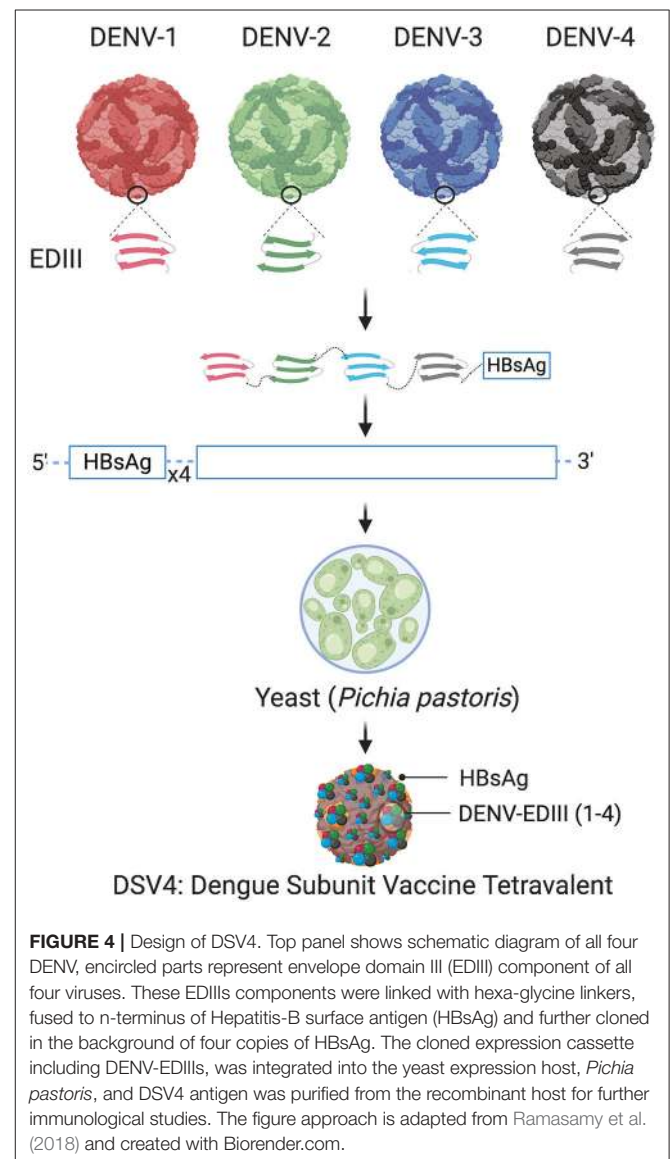 DENV-1 DENV-2 DENV-3 DENV-4
EDIII
HBsAg
5' HBsAg x4 3'
Yeast (Pichia pastoris)
HBsAg
DENV-EDIII (1-4)
DSV4: Dengue Subunit Vaccine Tetravalent
FIGURE 4 | Design of DSV4. Top panel shows schematic diagram of all four
DENV, encircled parts represent envelope domain III (EDIII) component of all
four viruses. These EDIIIs components were linked with hexa-glycine linkers,
fused to n-terminus of Hepatitis-B surface antigen (HBsAg) and further cloned
in the background of four copies of HBsAg. The cloned expression cassette
including DENV-EDIIIs, was integrated into the yeast expression host, Pichia
pastoris, and DSV4 antigen was purified from the recombinant host for further
immunological studies. The figure approach is adapted from Ramasamy et al.
(2018) and created with Biorender.com.